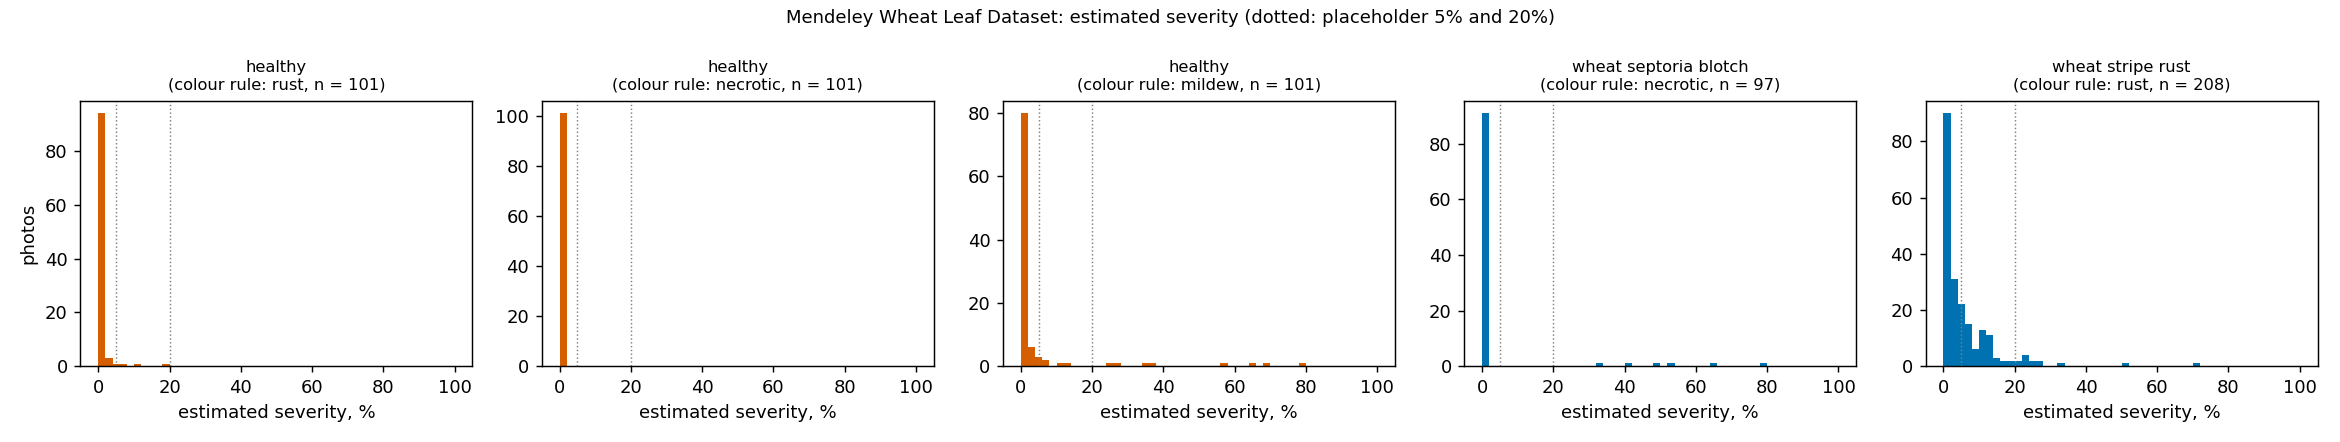 Mendeley Wheat Leaf Dataset: estimated severity (dotted: placeholder 5% and 20%)
healthy
(colour rule: rust, n = 101)
photos
0
20
40
60
80
0 20 40 60 80 100
estimated severity, %
healthy
(colour rule: necrotic, n = 101)
0
20
40
60
80
100
0 20 40 60 80 100
estimated severity, %
healthy
(colour rule: mildew, n = 101)
0
20
40
60
80
0 20 40 60 80 100
estimated severity, %
wheat septoria blotch
(colour rule: necrotic, n = 97)
0
20
40
60
80
0 20 40 60 80 100
estimated severity, %
wheat stripe rust
(colour rule: rust, n = 208)
0
20
40
60
80
0 20 40 60 80 100
estimated severity, %